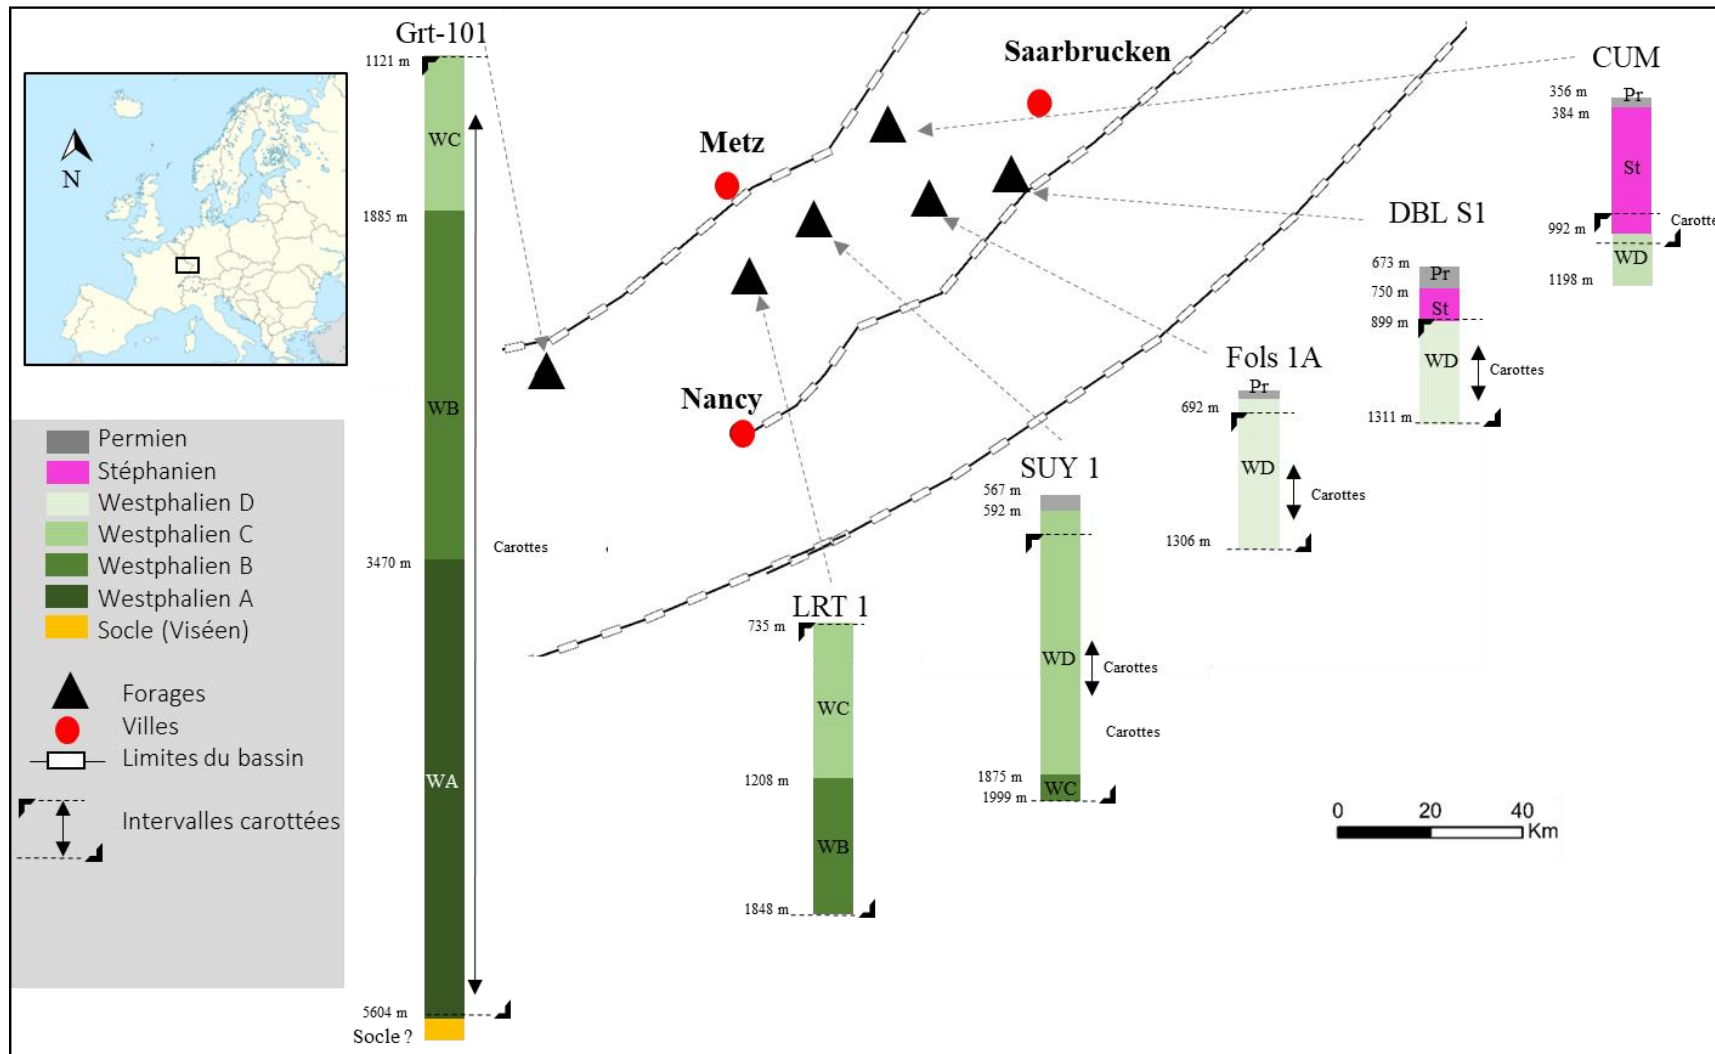 Grt-101
1121 m
WC
1885 m
WB
3470 m
WA
5604 m
Socle ?
Carottes
N
Permien
Stéphanien
Westphalien D
Westphalien C
Westphalien B
Westphalien A
Socle (Viséen)
Forages
Villes
Limites du bassin
Intervalles carottées
Saarbrucken
Metz
Nancy
LRT 1
735 m
WC
1208 m
WB
1848 m
SUY 1
567 m
592 m
WD
Carottes
Carottes
1875 m
WC
1999 m
Fols 1A
Pr
692 m
WD
Carottes
1306 m
DBL S1
673 m
Pr
750 m
St
899 m
WD
Carottes
1311 m
CUM
356 m
Pr
384 m
St
Carottes
992 m
WD
1198 m
0 20 40
Km